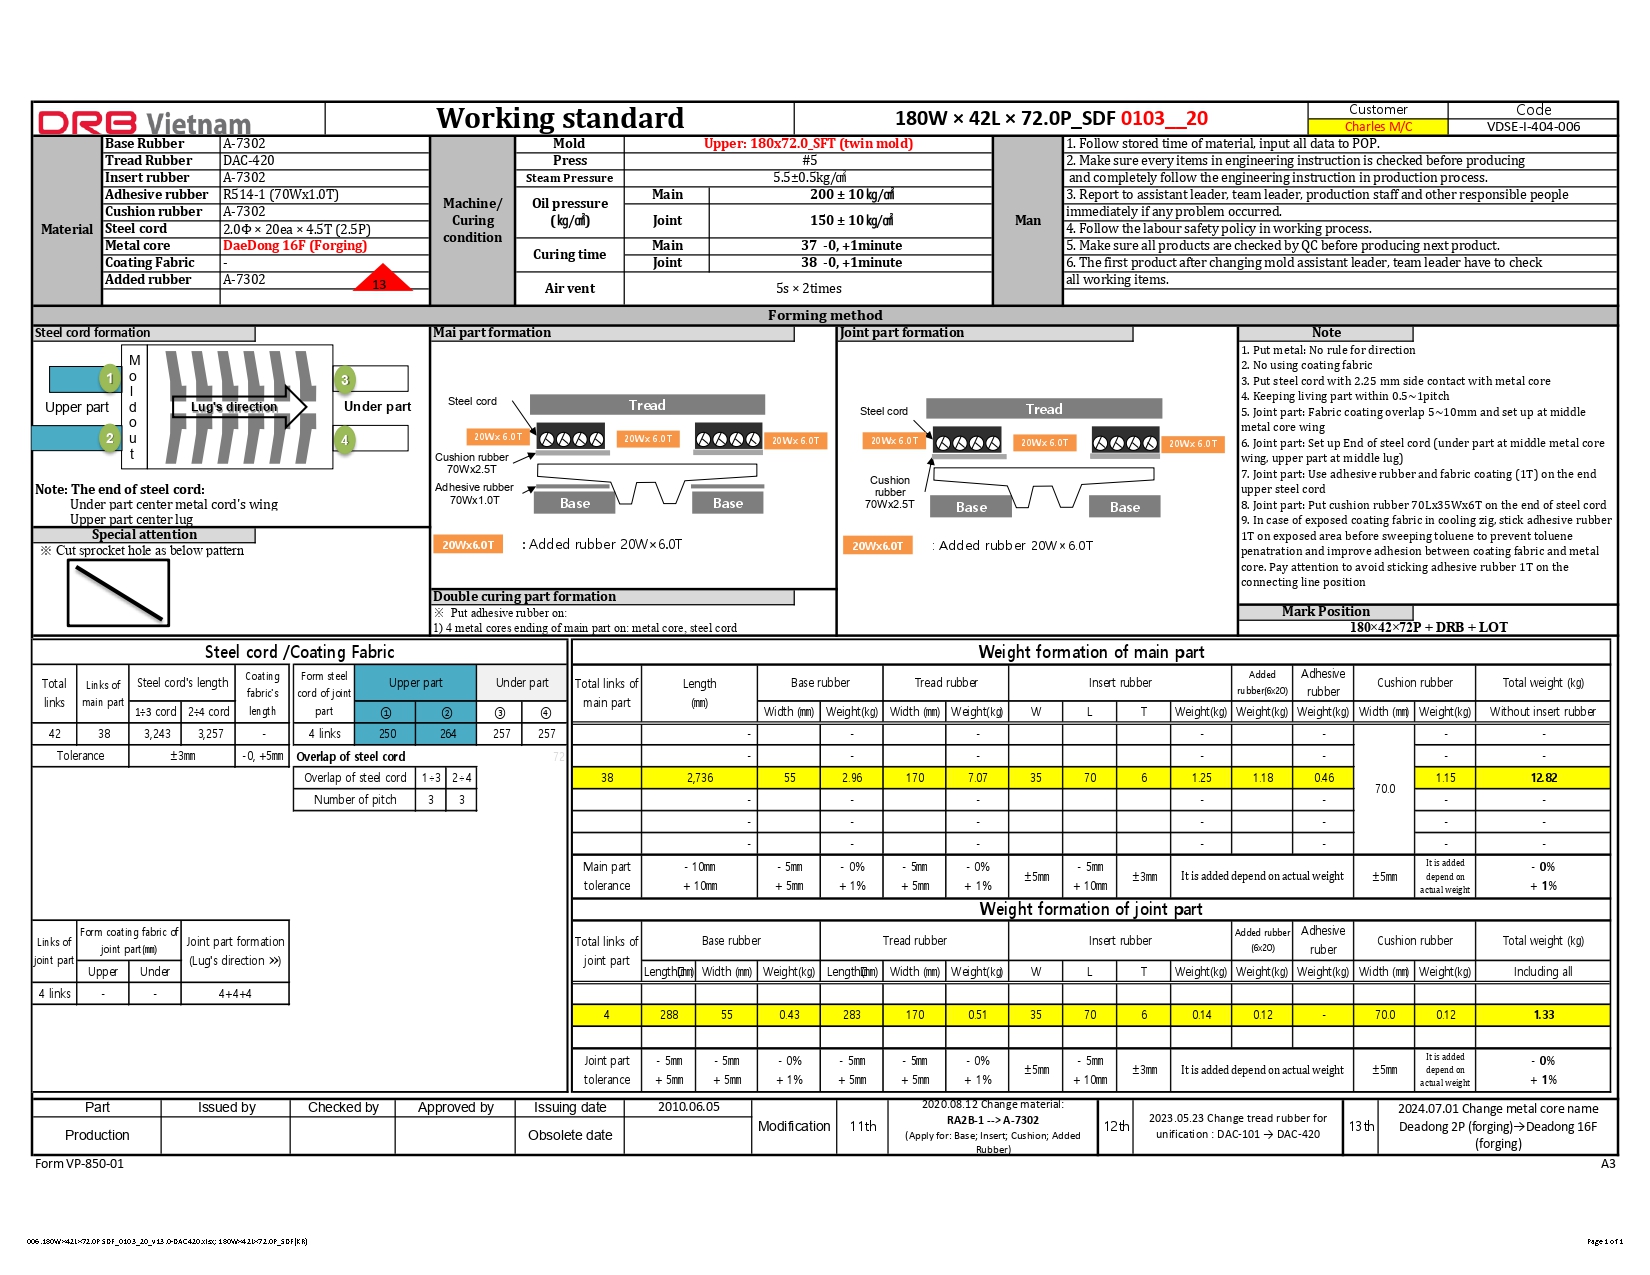 DRB Vietnam
Working standard
180W × 42L × 72.0P_SDF 0103__20
Customer
Code
Charles M/C
VDSE-I-404-006
Material
Base Rubber A-7302
Tread Rubber DAC-420
Insert rubber A-7302
Adhesive rubber R514-1 (70Wx1.0T)
Cushion rubber A-7302
Steel cord 2.0Φ × 20ea × 4.5T (2.5P)
Metal core DaeDong 16F (Forging)
Coating Fabric -
Added rubber A-7302
13
Machine/
Curing
condition
Mold Upper: 180x72.0_SFT (twin mold)
Press #5
Steam Pressure 5.5±0.5kg/㎠
Oil pressure
(kg/㎠)
Main 200 ± 10 kg/㎠
Joint 150 ± 10 kg/㎠
Curing time
Main 37 -0, +1minute
Joint 38 -0, +1minute
Air vent 5s × 2times
Man
1. Follow stored time of material, input all data to POP.
2. Make sure every items in engineering instruction is checked before producing
and completely follow the engineering instruction in production process.
3. Report to assistant leader, team leader, production staff and other responsible people
immediately if any problem occurred.
4. Follow the labour safety policy in working process.
5. Make sure all products are checked by QC before producing next product.
6. The first product after changing mold assistant leader, team leader have to check
all working items.
Forming method
Steel cord formation
1
2
3
4
Upper part
Mold out
Lug's direction
Under part
Note: The end of steel cord:
Under part center metal cord's wing
Upper part center lug
Special attention
※ Cut sprocket hole as below pattern
Mai part formation
Steel cord
Tread
20Wx 6.0T 20Wx 6.0T 20Wx 6.0T
Cushion rubber
70Wx2.5T
Adhesive rubber
70Wx1.0T
Base Base
20Wx6.0T : Added rubber 20W×6.0T
Double curing part formation
※ Put adhesive rubber on:
1) 4 metal cores ending of main part on: metal core, steel cord
Joint part formation
Steel cord
Tread
20Wx 6.0T 20Wx 6.0T 20Wx 6.0T
Cushion
rubber
70Wx2.5T
Base Base
20Wx6.0T : Added rubber 20W×6.0T
Note
1. Put metal: No rule for direction
2. No using coating fabric
3. Put steel cord with 2.25 mm side contact with metal core
4. Keeping living part within 0.5~1pitch
5. Joint part: Fabric coating overlap 5~10mm and set up at middle
metal core wing
6. Joint part: Set up End of steel cord (under part at middle metal core
wing, upper part at middle lug)
7. Joint part: Use adhesive rubber and fabric coating (1T) on the end
upper steel cord
8. Joint part: Put cushion rubber 70Lx35Wx6T on the end of steel cord
9. In case of exposed coating fabric in cooling zig, stick adhesive rubber
1T on exposed area before sweeping toluene to prevent toluene
penatration and improve adhesion between coating fabric and metal
core. Pay attention to avoid sticking adhesive rubber 1T on the
connecting line position
Mark Position
180×42×72P + DRB + LOT
Steel cord /Coating Fabric
Total links
Links of main part
Steel cord's length
Coating fabric's length
Form steel cord of joint part
Upper part
Under part
1÷3 cord 2÷4 cord
① ② ③ ④
42 38 3,243 3,257 - 4 links 250 264 257 257
Tolerance ±3mm -0, +5mm
Overlap of steel cord
72
Overlap of steel cord 1÷3 2÷4
Number of pitch 3 3
Links of joint part
Form coating fabric of joint part(mm)
Joint part formation
(Lug's direction ≫)
Upper Under
4 links - - 4+4+4
Weight formation of main part
Total links of main part
Length
(mm)
Base rubber
Tread rubber
Insert rubber
Added rubber(6x20)
Adhesive rubber
Cushion rubber
Total weight (kg)
Width (mm) Weight(kg) Width (mm) Weight(kg) W L T Weight(kg) Weight(kg) Weight(kg) Width (mm) Weight(kg) Without insert rubber
- - - - - - - -
- - - - - - - -
38 2,736 55 2.96 170 7.07 35 70 6 1.25 1.18 0.46 70.0 1.15 12.82
- - - - - - - -
- - - - - - - -
- - - - - - - -
Main part tolerance
- 10mm
+ 10mm
- 5mm
+ 5mm
- 0%
+ 1%
- 5mm
+ 5mm
- 0%
+ 1%
±5mm
- 5mm
+ 10mm
±3mm
It is added depend on actual weight
±5mm
It is added depend on actual weight
- 0%
+ 1%
Weight formation of joint part
Total links of joint part
Base rubber
Tread rubber
Insert rubber
Added rubber (6x20)
Adhesive ruber
Cushion rubber
Total weight (kg)
Length(mm) Width (mm) Weight(kg) Length(mm) Width (mm) Weight(kg) W L T Weight(kg) Weight(kg) Weight(kg) Width (mm) Weight(kg) Including all
4 288 55 0.43 283 170 0.51 35 70 6 0.14 0.12 - 70.0 0.12 1.33
Joint part tolerance
- 5mm
+ 5mm
- 5mm
+ 5mm
- 0%
+ 1%
- 5mm
+ 5mm
- 5mm
+ 5mm
- 0%
+ 1%
±5mm
- 5mm
+ 10mm
±3mm
It is added depend on actual weight
±5mm
It is added depend on actual weight
- 0%
+ 1%
Part Issued by Checked by Approved by
Production
Issuing date 2010.06.05
Obsolete date
Modification
11th
2020.08.12 Change material:
RA2B-1 --> A-7302
(Apply for: Base; Insert; Cushion; Added
Rubber)
12th
2023.05.23 Change tread rubber for
unification : DAC-101 → DAC-420
13th
2024.07.01 Change metal core name
Deadong 2P (forging)→Deadong 16F
(forging)
Form VP-850-01
A3
006.180W×42L×72.0P SDF_0103_20_v13.0-DAC420.xlsx; 180W×42L×72.0P_SDF(KR)
Page 1 of 1